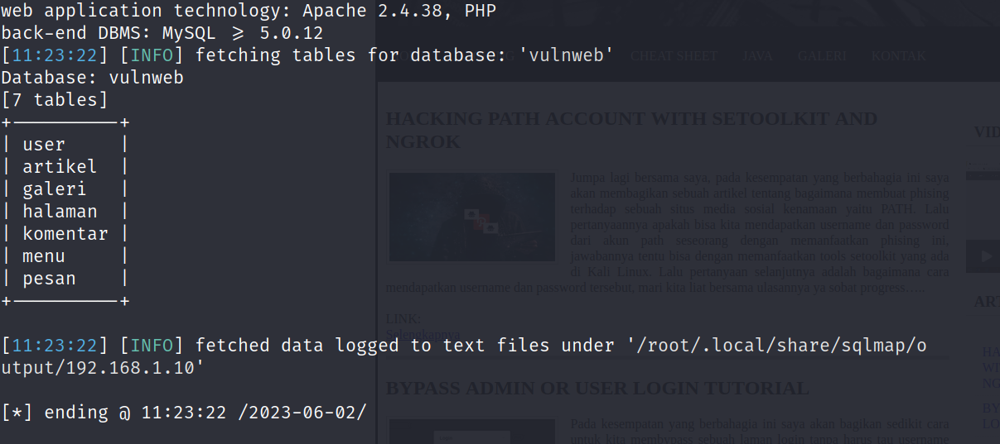 web application technology: Apache 2.4.38, PHP
back-end DBMS: MySQL ≥ 5.0.12
[11:23:22] [INFO] fetching tables for database: 'vulnweb'
Database: vulnweb
[7 tables]
+----------+
| user |
| artikel |
| galeri |
| halaman |
| komentar |
| menu |
| pesan |
+----------+
[11:23:22] [INFO] fetched data logged to text files under '/root/.local/share/sqlmap/o
utput/192.168.1.10'
[*] ending @ 11:23:22 /2023-06-02/
CHEAT SHEET JAVA GALERI KONTAK
HACKING PATH ACCOUNT WITH SETOOLKIT AND
NGROK
Jumpa lagi bersama saya, pada kesempatan yang berbahagia ini saya
akan membagikan sebuah artikel tentang bagaimana membuat phising
terhadap sebuah situs media sosial kenamaan yaitu PATH. Lalu
pertanyaannya apakah bisa kita mendapatkan username dan password
dari akun path seseorang dengan memanfaatkan phising ini,
jawabannya tentu bisa dengan memanfaatkan tools setoolkit yang ada
di Kali Linux. Lalu pertanyaan selanjutnya adalah bagaimana cara
mendapatkan username dan password tersebut, mari kita liat bersama ulasannya ya sobat progress.....
LINK:
Selengkapnya
BYPASS ADMIN OR USER LOGIN TUTORIAL
Pada kesempatan yang berbahagia ini saya akan bagikan sedikit cara
untuk kita membypass sebuah laman login tanpa harus tau username
VID
ART
HA
WI
NG
BY
LO